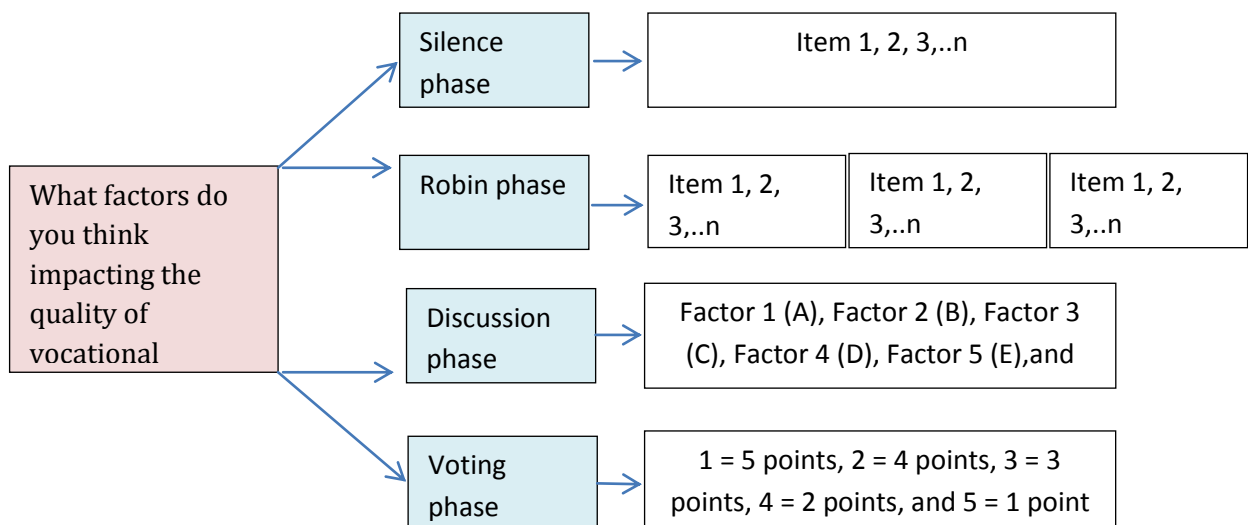 What factors do
you think
impacting the
quality of
vocational
Silence
phase
Item 1, 2, 3,..n
Robin phase
Item 1, 2,
3,..n
Item 1, 2,
3,..n
Item 1, 2,
3,..n
Discussion
phase
Factor 1 (A), Factor 2 (B), Factor 3
(C), Factor 4 (D), Factor 5 (E),and
Voting
phase
1 = 5 points, 2 = 4 points, 3 = 3
points, 4 = 2 points, and 5 = 1 point